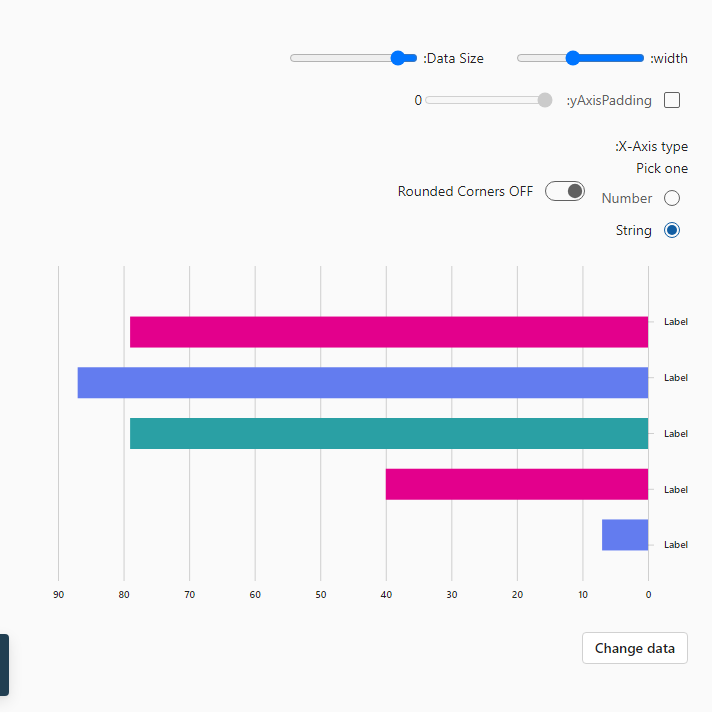 :width
:Data Size
:yAxisPadding
0
:X-Axis type
Pick one
Number
String
Rounded Corners OFF
Label
Label
Label
Label
Label
90 80 70 60 50 40 30 20 10 0
Change data